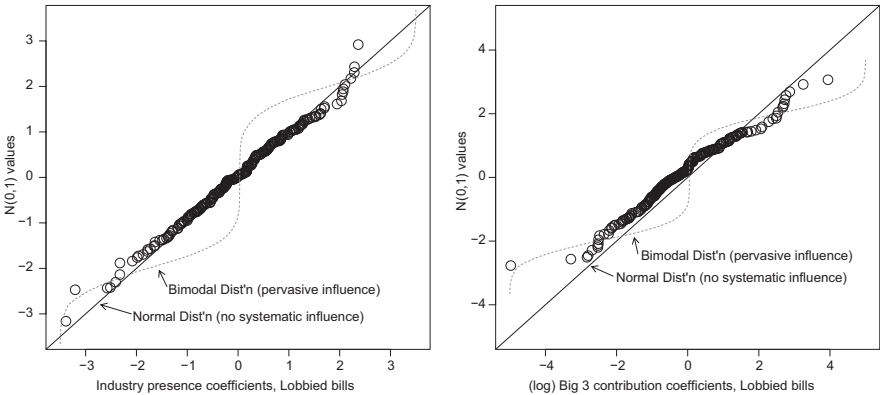 N(0,1) values
3
2
1
0
−1
−2
−3
Bimodal Dist'n (pervasive influence)
Normal Dist'n (no systematic influence)
−3 −2 −1 0 1 2 3
Industry presence coefficients, Lobbied bills
N(0,1) values
4
2
0
−2
−4
Bimodal Dist'n (pervasive influence)
Normal Dist'n (no systematic influence)
−4 −2 0 2 4
(log) Big 3 contribution coefficients, Lobbied bills